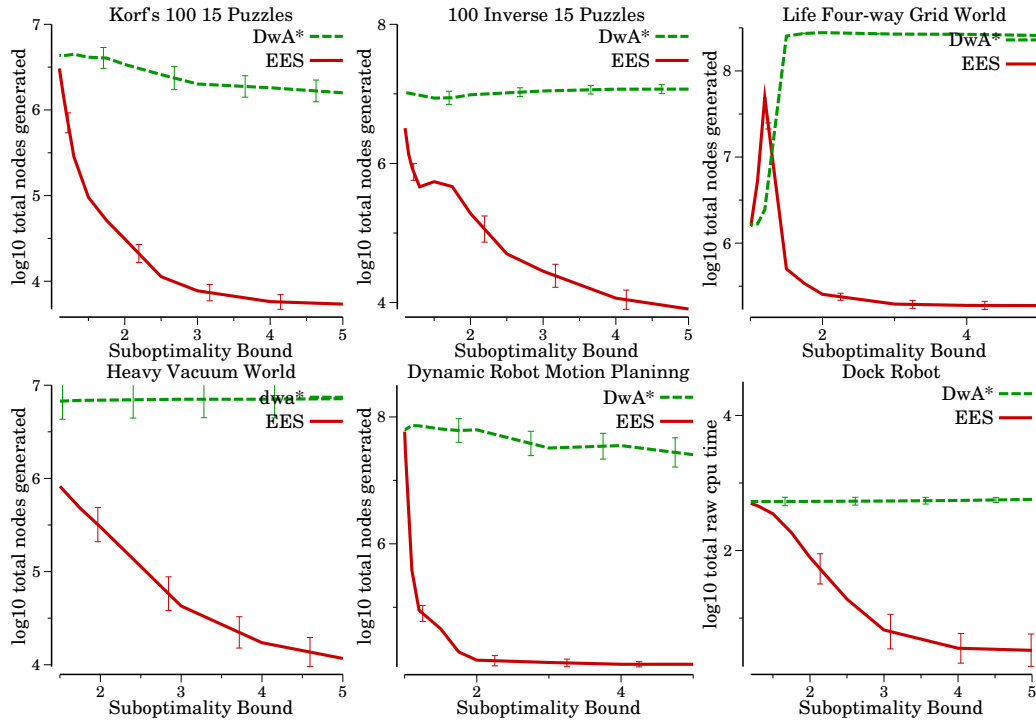 Korf's 100 15 Puzzles
log10 total nodes generated
7
6
5
4
DwA*
EES
2
3
4
5
Suboptimality Bound
100 Inverse 15 Puzzles
log10 total nodes generated
8
6
4
DwA*
EES
2
3
4
5
Suboptimality Bound
Life Four-way Grid World
log10 total nodes generated
8
7
6
DwA*
EES
2
4
Suboptimality Bound
Heavy Vacuum World
log10 total nodes generated
7
6
5
4
dwa*
EES
2
3
4
5
Suboptimality Bound
Dynamic Robot Motion Planinng
log10 total nodes generated
8
6
DwA*
EES
2
4
Suboptimality Bound
Dock Robot
log10 total raw cpu time
4
2
DwA*
EES
2
3
4
5
Suboptimality Bound